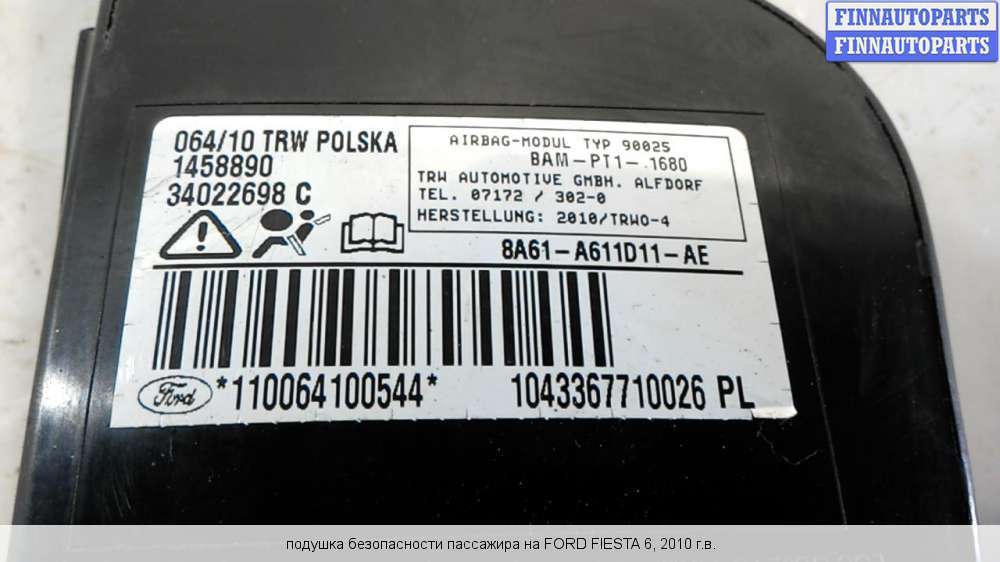 FINNAUTOPARTS
FINNAUTOPARTS
064/10 TRW POLSKA
1458890
34022698 C
AIRBAG-MODUL TYP 90025
BAM-PT1-.1680
TRW AUTOMOTIVE GMBH. ALFDORF
TEL. 07172 / 302-0
HERSTELLUNG: 2010/TRWO-4
8A61-A611D11-AE
Ford
*110064100544*
1043367710026 PL
подушка безопасности пассажира на FORD FIESTA 6, 2010 г.в.